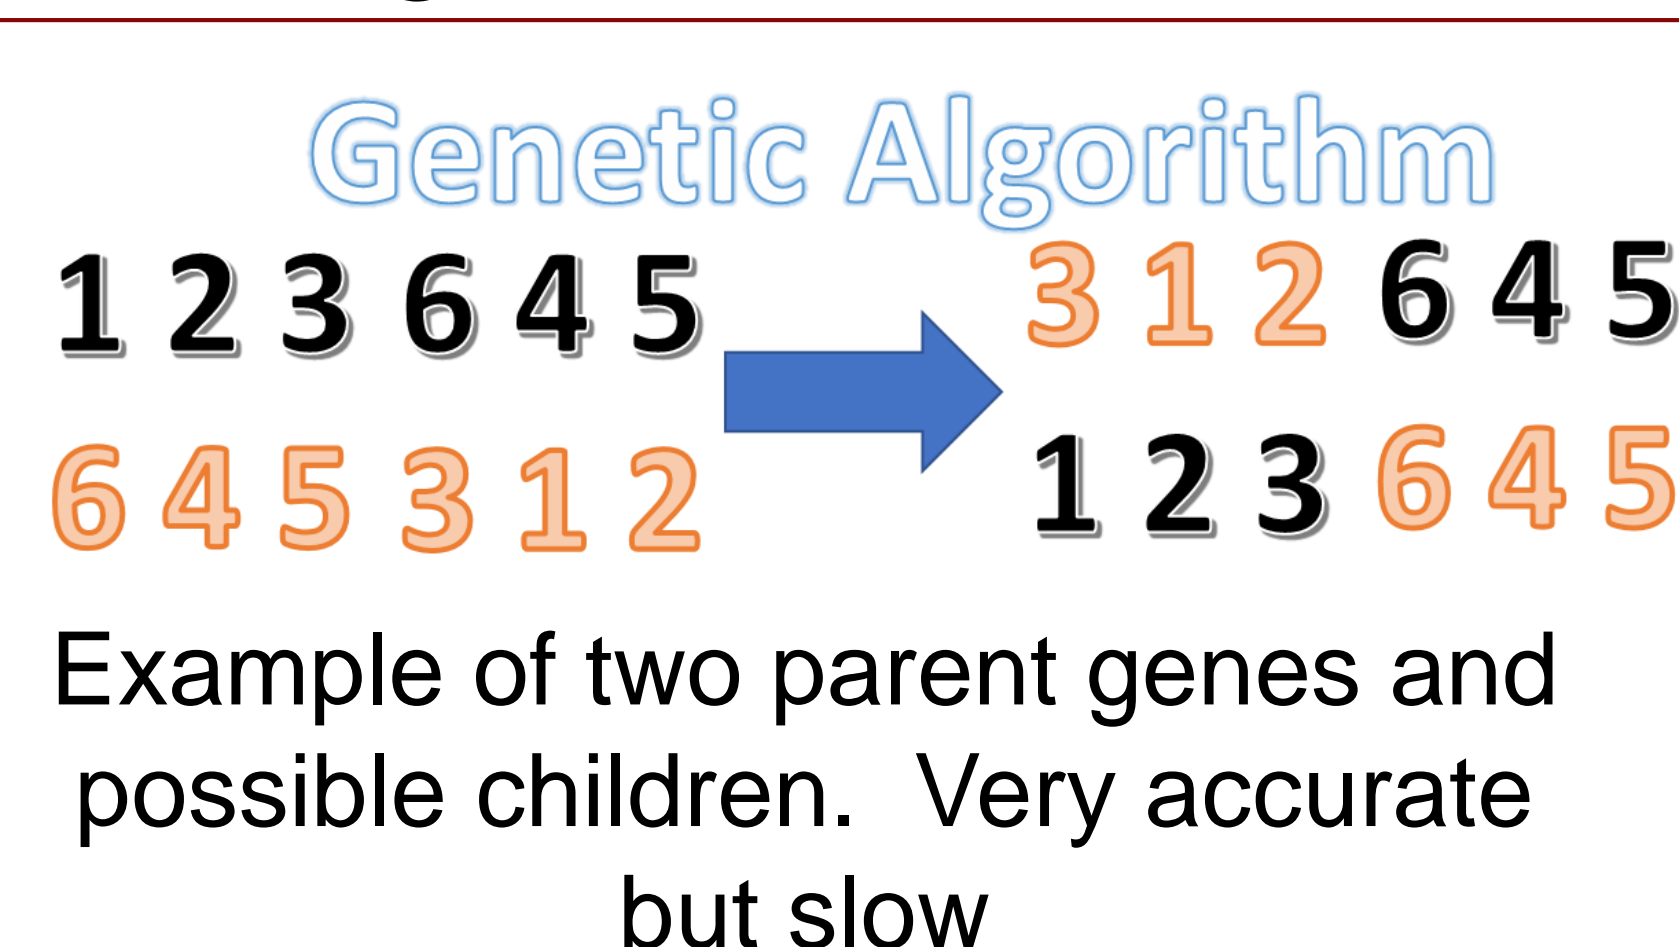 Genetic Algorithm
1 2 3 6 4 5
3 1 2 6 4 5
6 4 5 3 1 2
1 2 3 6 4 5
Example of two parent genes and
possible children. Very accurate
but slow